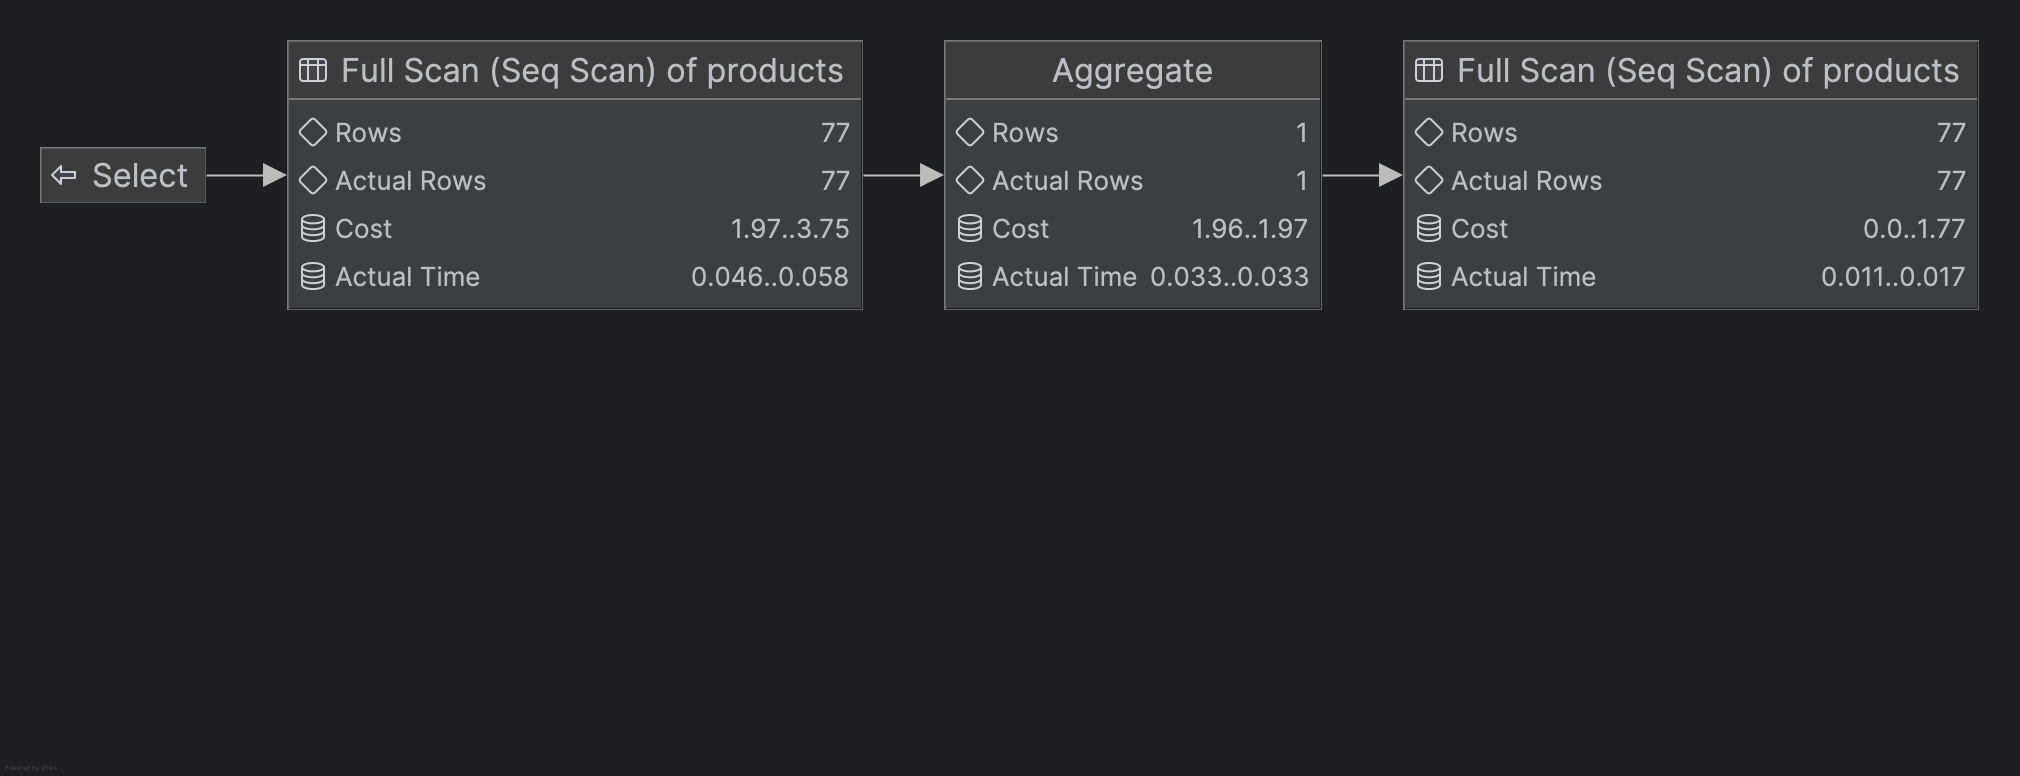 Select
Full Scan (Seq Scan) of products
Rows 77
Actual Rows 77
Cost 1.97..3.75
Actual Time 0.046..0.058
Aggregate
Rows 1
Actual Rows 1
Cost 1.96..1.97
Actual Time 0.033..0.033
Full Scan (Seq Scan) of products
Rows 77
Actual Rows 77
Cost 0.0..1.77
Actual Time 0.011..0.017
Powered by yFiles